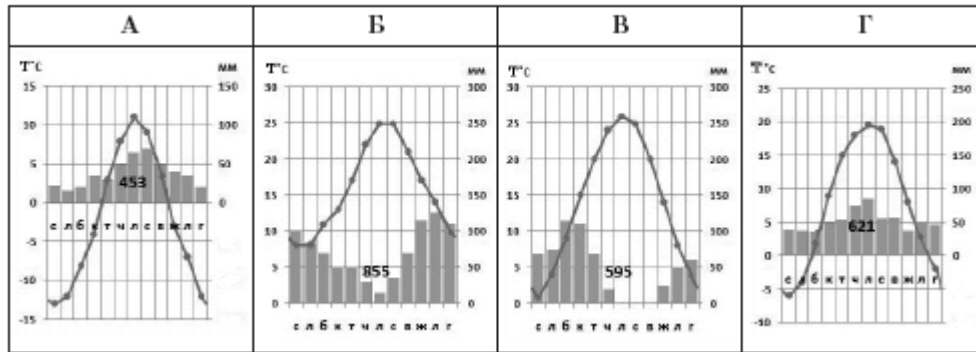 А Б В Г
T°C мм T°C мм T°C мм T°C мм
15 150 30 300 30 300 25 250
10 100 25 250 25 250 20 200
5 50 20 200 20 200 15 150
0 0 15 150 15 150 10 100
-5 10 100 10 100 5 50
-10 5 50 5 50 0 0
-15 0 0 0 0 -5
-10
453 855 595 621
с л б к т ч л с в ж л г
с л б к т ч л с в ж л г
с л б к т ч л с в ж л г
с л б к т ч л с в ж л г